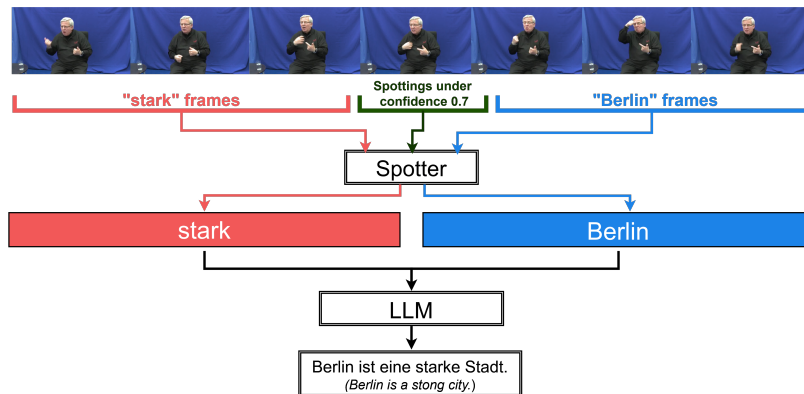 "stark" frames
Spottings under
confidence 0.7
"Berlin" frames
Spotter
stark
Berlin
LLM
Berlin ist eine starke Stadt.
(Berlin is a stong city.)